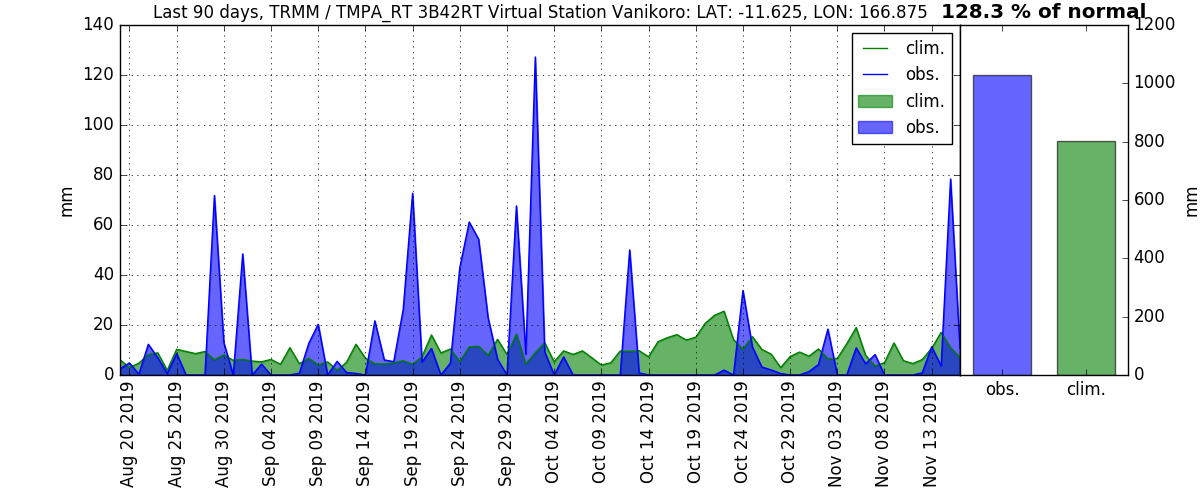 Last 90 days, TRMM / TMPA_RT 3B42RT Virtual Station Vanikoro: LAT: -11.625, LON: 166.875 128.3 % of normal
140
120
100
80
60
40
20
0
mm
clim.
obs.
clim.
obs.
Aug 20 2019
Aug 25 2019
Aug 30 2019
Sep 04 2019
Sep 09 2019
Sep 14 2019
Sep 19 2019
Sep 24 2019
Sep 29 2019
Oct 04 2019
Oct 09 2019
Oct 14 2019
Oct 19 2019
Oct 24 2019
Oct 29 2019
Nov 03 2019
Nov 08 2019
Nov 13 2019
1200
1000
800
600
400
200
0
mm
obs.
clim.